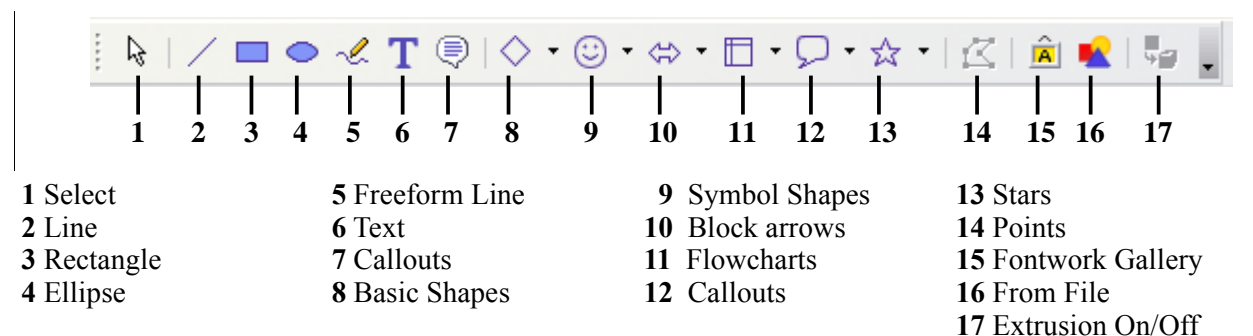 T A
1 2 3 4 5 6 7 8 9 10 11 12 13 14 15 16 17
1 Select
2 Line
3 Rectangle
4 Ellipse
5 Freeform Line
6 Text
7 Callouts
8 Basic Shapes
9 Symbol Shapes
10 Block arrows
11 Flowcharts
12 Callouts
13 Stars
14 Points
15 Fontwork Gallery
16 From File
17 Extrusion On/Off